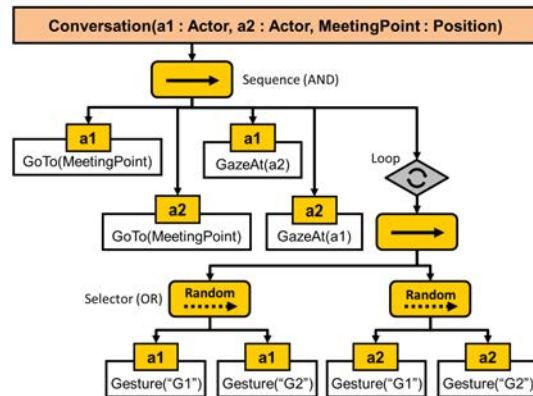 Conversation(a1 : Actor, a2 : Actor, MeetingPoint : Position)
Sequence (AND)
a1
GoTo(MeetingPoint)
a2
GoTo(MeetingPoint)
a1
GazeAt(a2)
a2
GazeAt(a1)
Loop
Selector (OR)
Random
Random
a1
Gesture("G1")
a1
Gesture("G2")
a2
Gesture("G1")
a2
Gesture("G2")